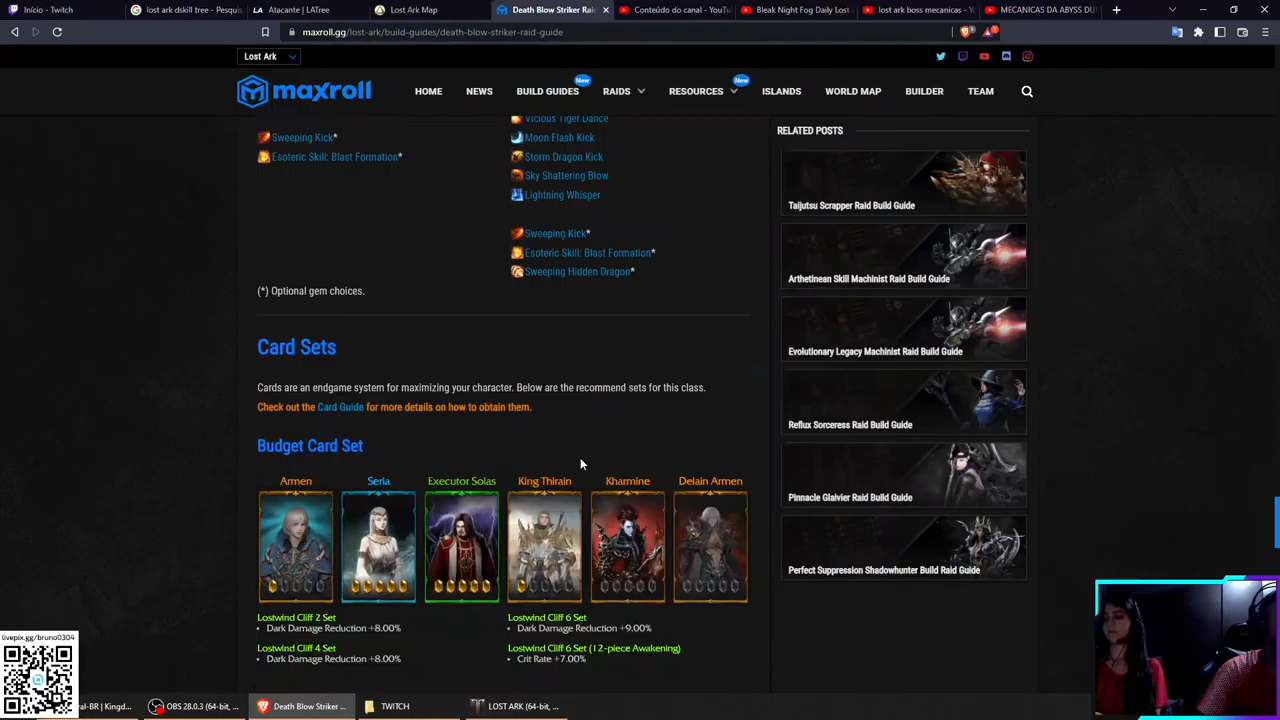 Início - Twitch
lost ark dskill tree - Pesquis
Atacante | LATree
Lost Ark Map
Death Blow Striker Rai
Conteúdo do canal - YouTu
Bleak Night Fog Daily Lost
lost ark boss mecanicas - Yo
MECANICAS DA ABYSS DU
maxroll.gg/lost-ark/build-guides/death-blow-striker-raid-guide
Lost Ark
maxroll
HOME
NEWS
BUILD GUIDES
New
RAIDS
RESOURCES
New
ISLANDS
WORLD MAP
BUILDER
TEAM
Sweeping Kick*
Esoteric Skill: Blast Formation*
Vicious Tiger Dance
Moon Flash Kick
Storm Dragon Kick
Sky Shattering Blow
Lightning Whisper
Sweeping Kick*
Esoteric Skill: Blast Formation*
Sweeping Hidden Dragon*
(*) Optional gem choices.
Card Sets
Cards are an endgame system for maximizing your character. Below are the recommend sets for this class.
Check out the Card Guide for more details on how to obtain them.
Budget Card Set
Armen
Seria
Executor Solas
King Thirain
Kharmine
Delain Armen
Lostwind Cliff 2 Set
Dark Damage Reduction +8.00%
Lostwind Cliff 4 Set
Dark Damage Reduction +8.00%
Lostwind Cliff 6 Set
Dark Damage Reduction +9.00%
Lostwind Cliff 6 Set (12-piece Awakening)
Crit Rate +7.00%
RELATED POSTS
Taijutsu Scrapper Raid Build Guide
Arthetinean Skill Machinist Raid Build Guide
Evolutionary Legacy Machinist Raid Build Guide
Reflux Sorceress Raid Build Guide
Pinnacle Glaivier Raid Build Guide
Perfect Suppression Shadowhunter Build Raid Guide
livepix.gg/bruno0304
ral-BR | Kingd...
OBS 28.0.3 (64-bit, ...
Death Blow Striker ...
TWITCH
LOST ARK (64-bit, ...